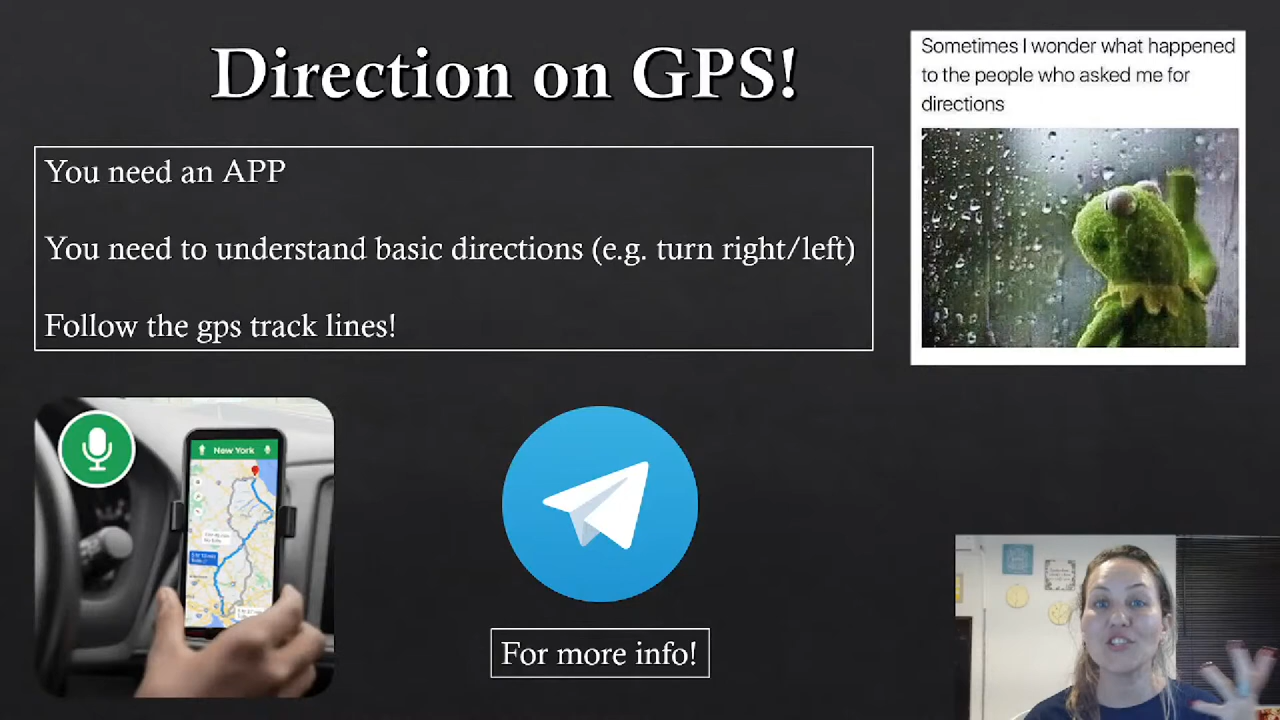 Direction on GPS!
Sometimes I wonder what happened
to the people who asked me for
directions
You need an APP
You need to understand basic directions (e.g. turn right/left)
Follow the gps track lines!
New York
For more info!